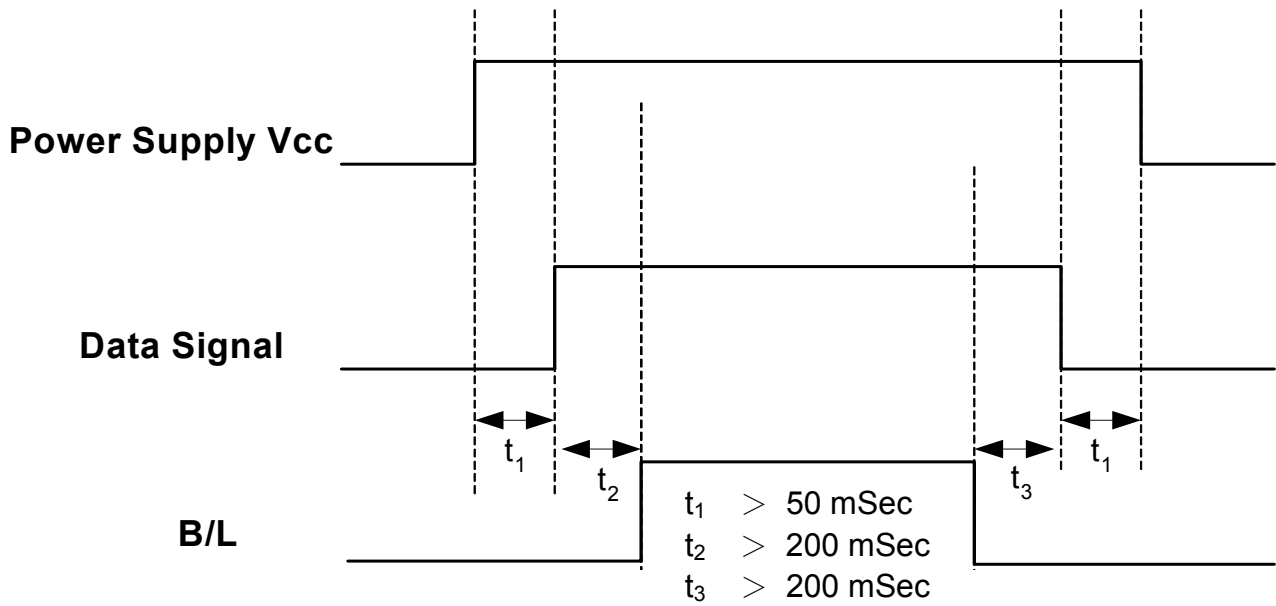 Power Supply Vcc
Data Signal
t₁
t₂
t₃
t₁
B/L
t₁ > 50 mSec
t₂ > 200 mSec
t₃ > 200 mSec